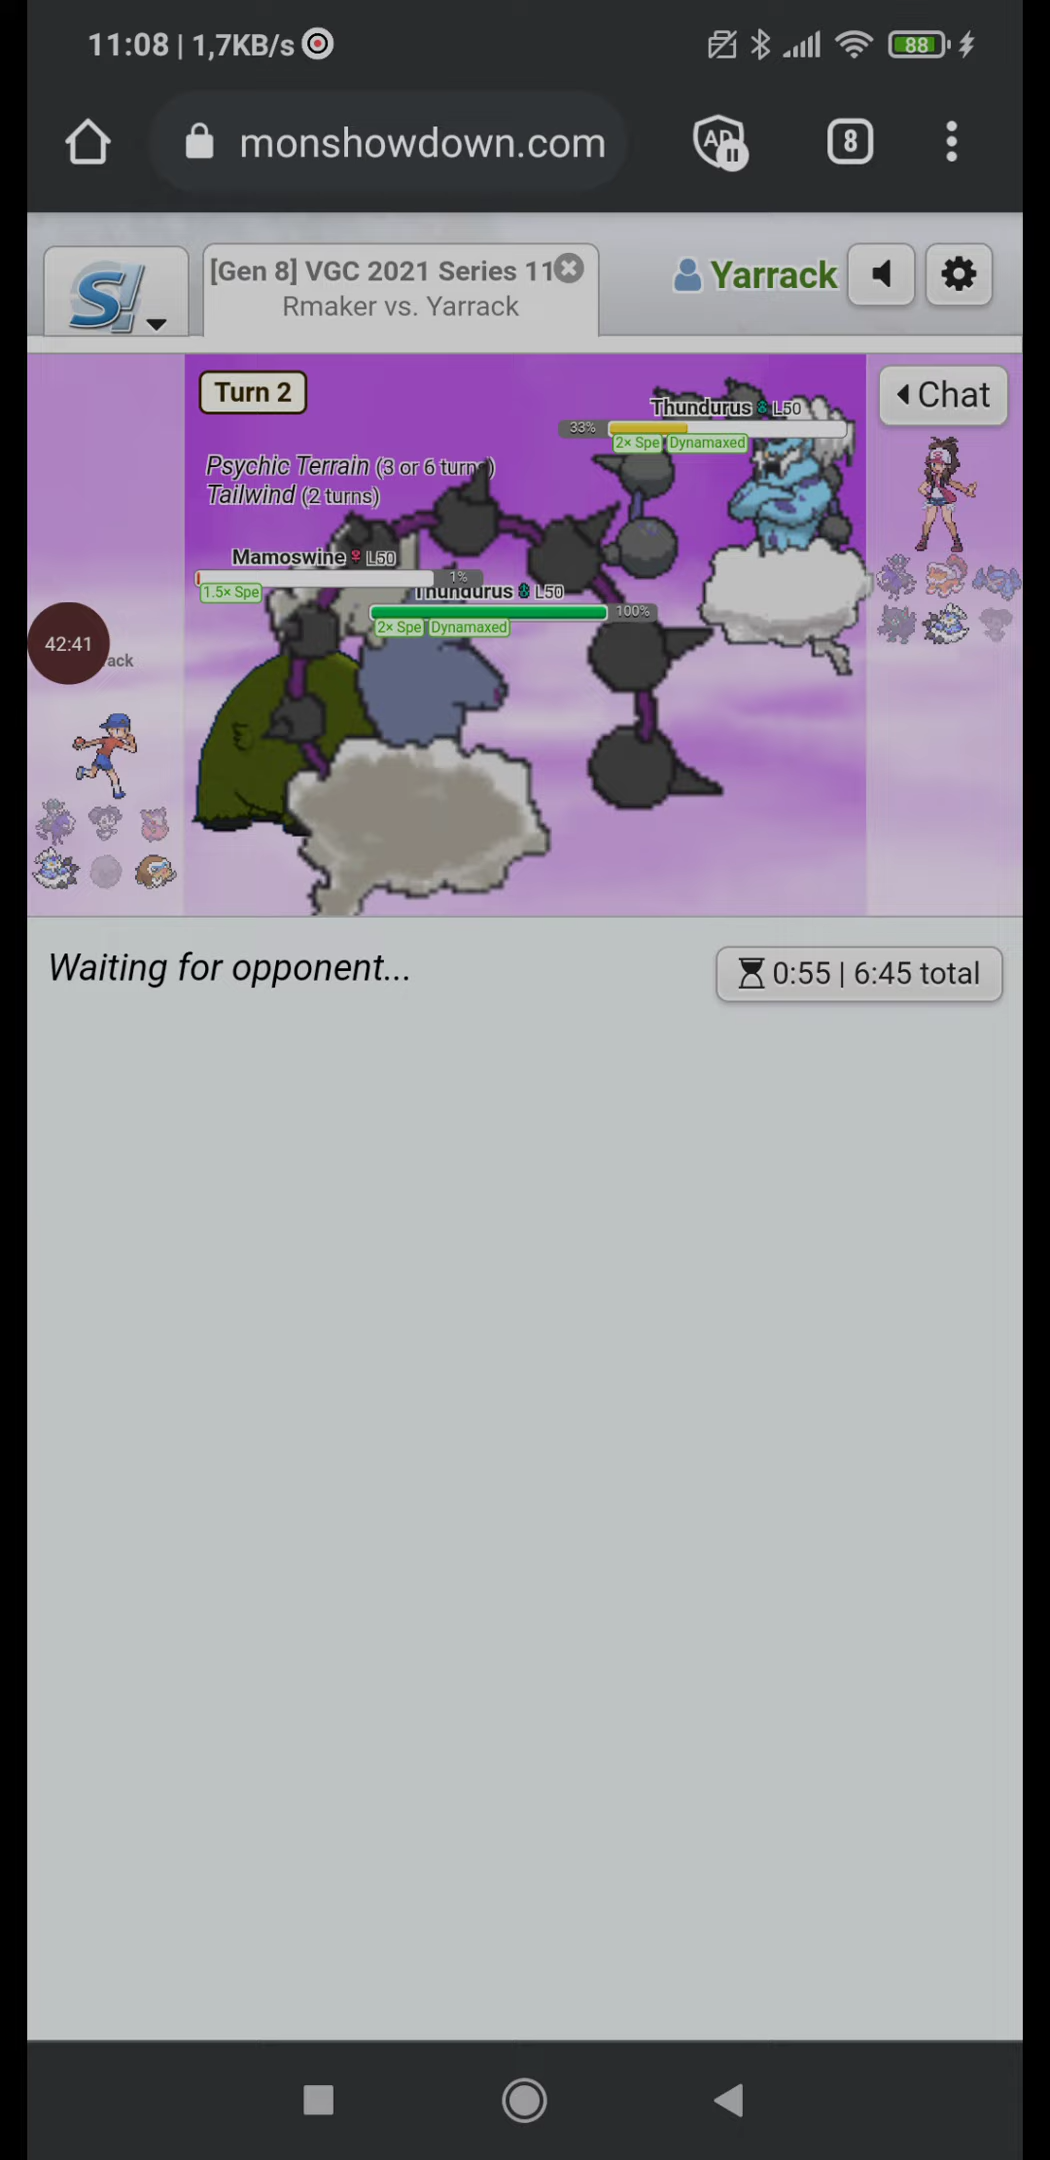 11:08 | 1,7KB/s
88
monshowdown.com
AD
8
S!
[Gen 8] VGC 2021 Series 11
Rmaker vs. Yarrack
Yarrack
Turn 2
Chat
Thundurus L50
33%
2× Spe Dynamaxed
Psychic Terrain (3 or 6 turns)
Tailwind (2 turns)
Mamoswine L50
1%
1.5× Spe
Thundurus L50
100%
2× Spe Dynamaxed
42:41
ack
Waiting for opponent...
0:55 | 6:45 total